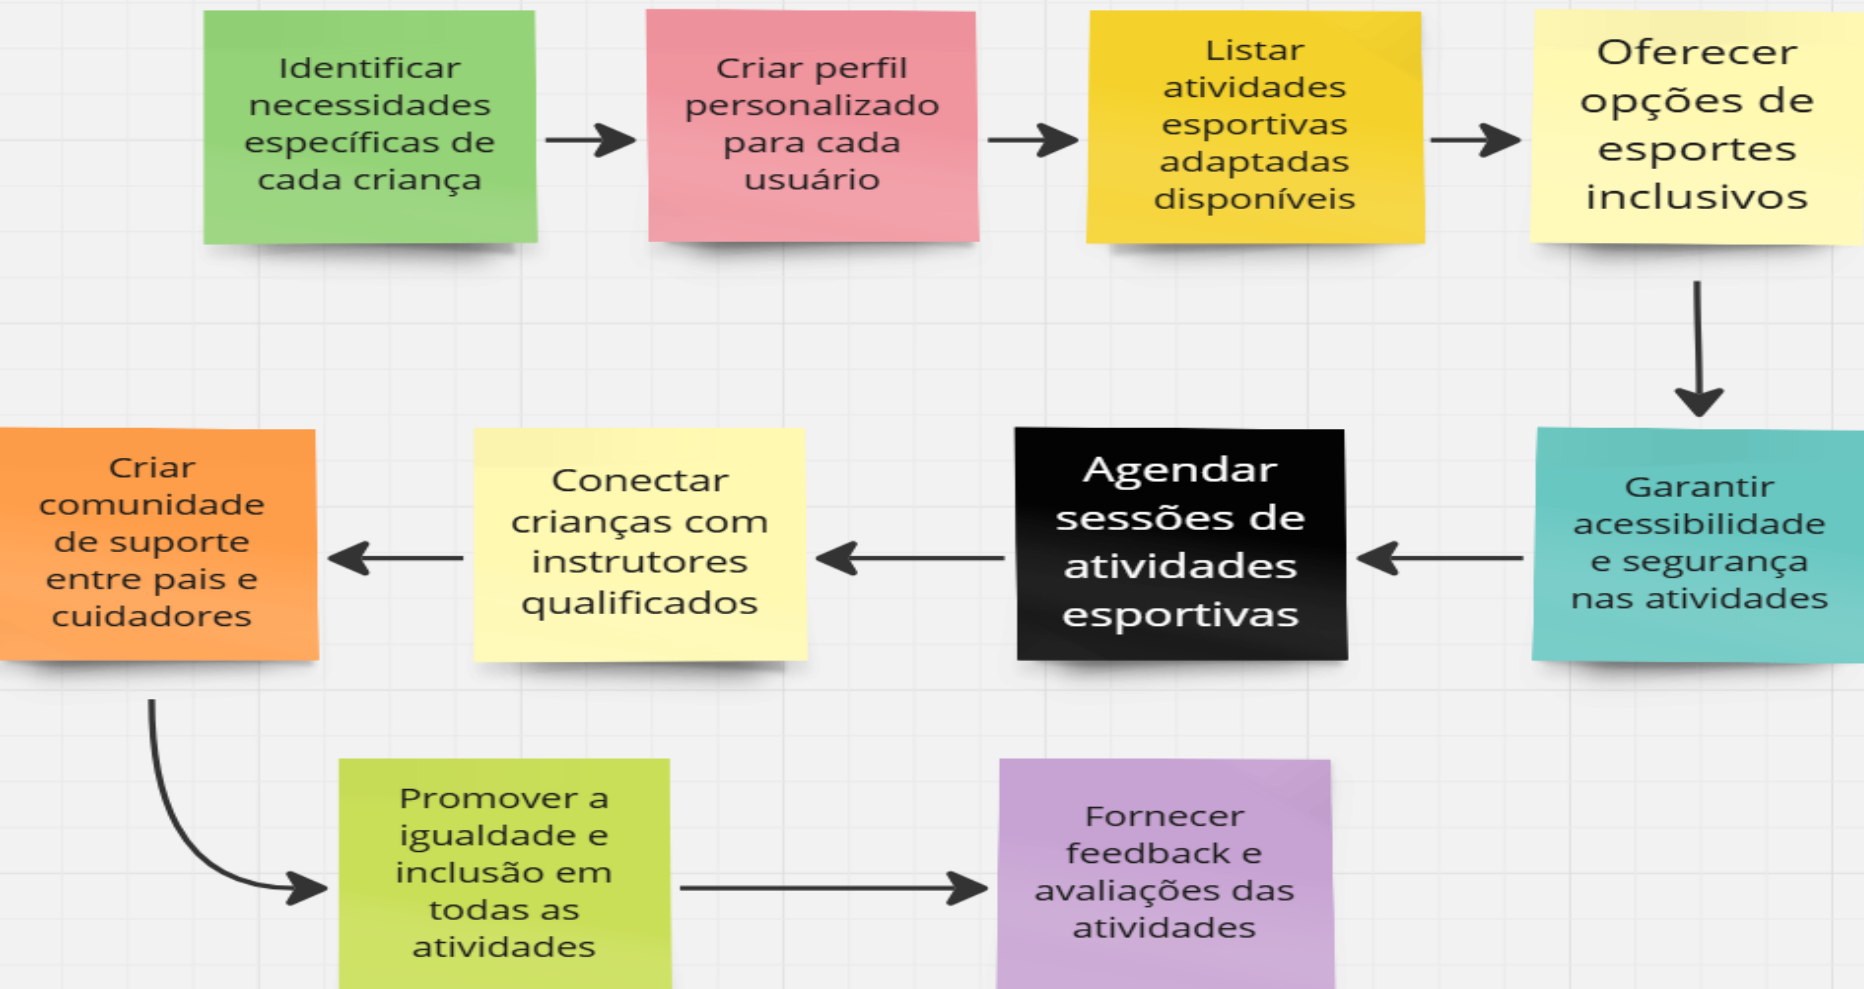 Identificar
necessidades
específicas de
cada criança
Criar perfil
personalizado
para cada
usuário
Listar
atividades
esportivas
adaptadas
disponíveis
Oferecer
opções de
esportes
inclusivos
Garantir
acessibilidade
e segurança
nas atividades
Agendar
sessões de
atividades
esportivas
Conectar
crianças com
instrutores
qualificados
Criar
comunidade
de suporte
entre pais e
cuidadores
Promover a
igualdade e
inclusão em
todas as
atividades
Fornecer
feedback e
avaliações das
atividades